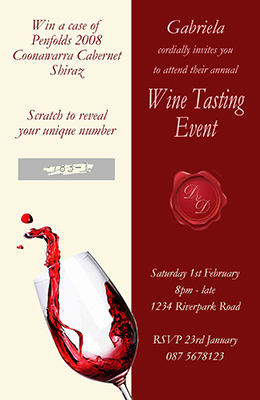 Win a case of
Penfolds 2008
Coonawarra Cabernet
Shiraz
Scratch to reveal
your unique number
Gabriela
cordially invites you
to attend their annual
Wine Tasting
Event
D D
Saturday 1st February
8pm - late
1234 Riverpark Road
RSVP 23rd January
087 5678123